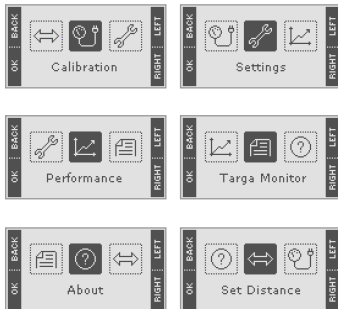 BACK LEFT
Calibration
OK RIGHT
BACK LEFT
Settings
OK RIGHT
BACK LEFT
Performance
OK RIGHT
BACK LEFT
Targa Monitor
OK RIGHT
BACK LEFT
?
About
OK RIGHT
BACK LEFT
?
Set Distance
OK RIGHT